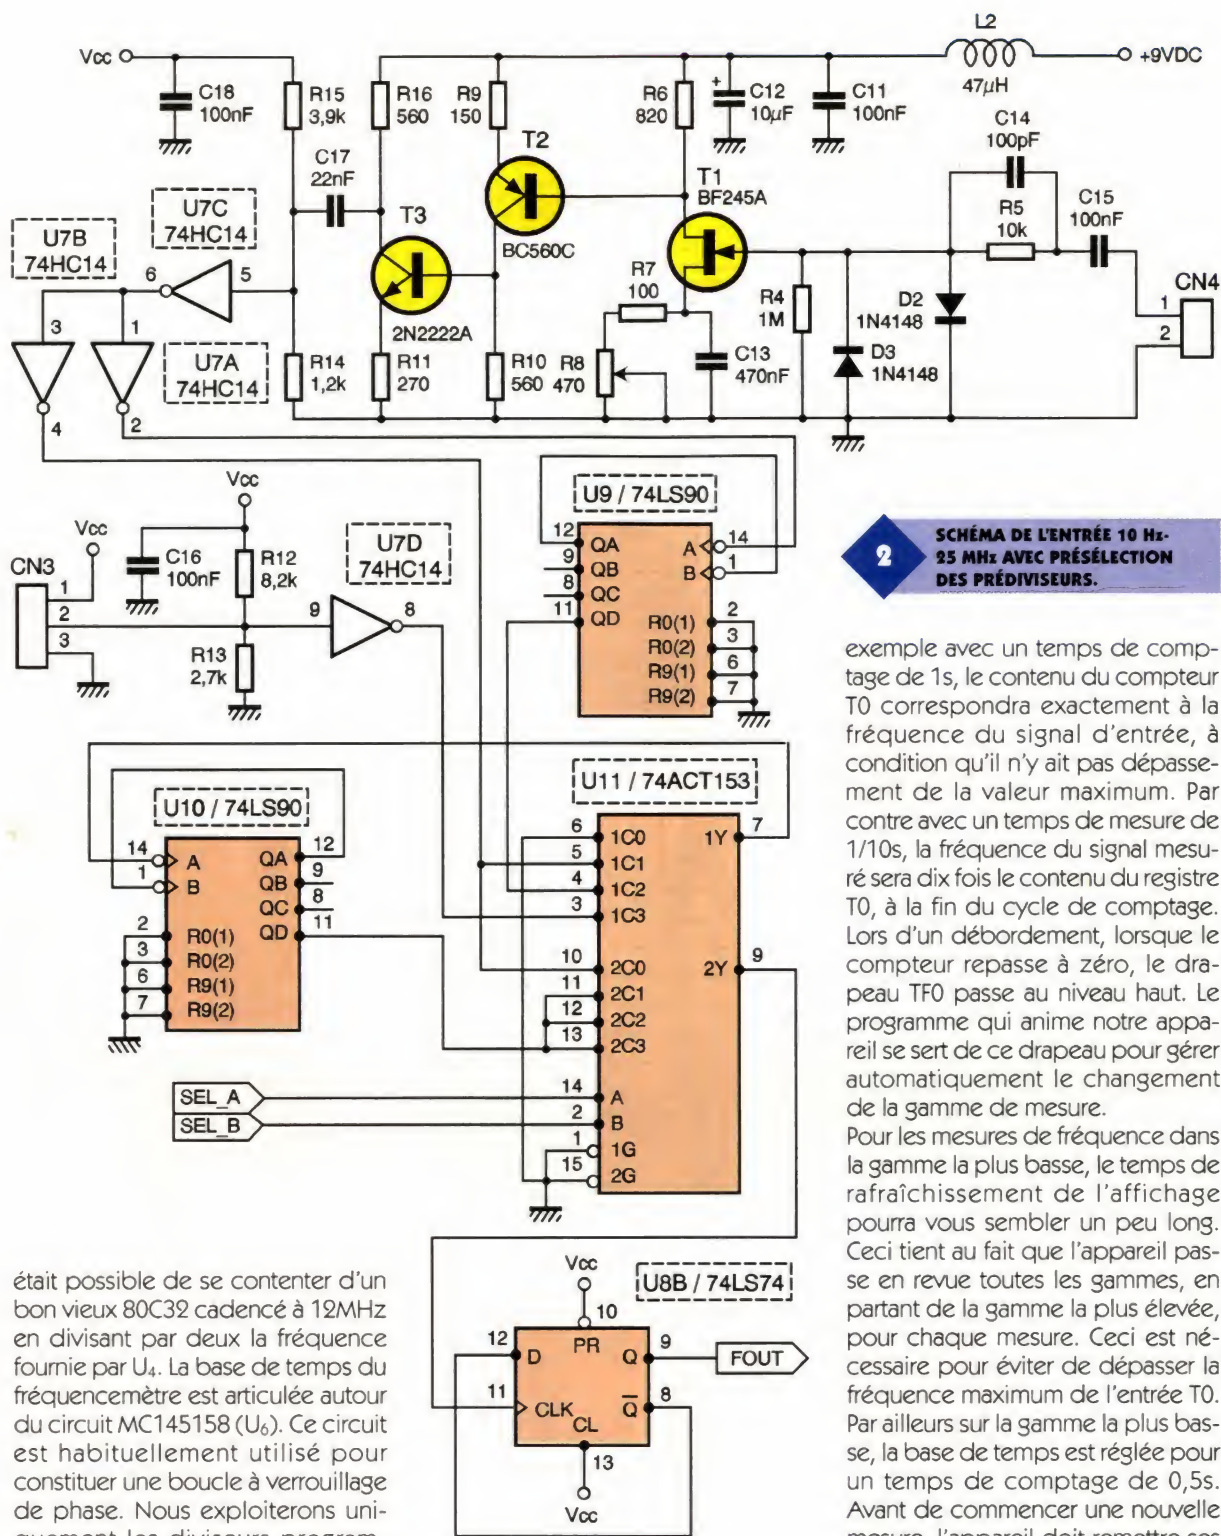 L2
Vcc
+9VDC
47µH
C18
100nF
R15
3,9k
R16
560
R9
150
R6
820
+
C12
10µF
C11
100nF
C14
100pF
C17
22nF
T2
T1
BF245A
R5
10k
C15
100nF
U7C
74HC14
T3
U7B
74HC14
BC560C
6
5
R7
100
R4
1M
D2
1N4148
CN4
1
2
3
1
2N2222A
U7A
74HC14
R14
1,2k
R11
270
R10
560
R8
470
C13
470nF
D3
1N4148
4
2
Vcc
Vcc
U9 / 74LS90
CN3
1
2
3
C16
100nF
R12
8,2k
U7D
74HC14
9
8
R13
2,7k
12
9
8
11
QA
QB
QC
QD
A
B
R0(1)
R0(2)
R9(1)
R9(2)
14
1
2
3
6
7
2
SCHÉMA DE L'ENTRÉE 10 Hz-
25 MHz AVEC PRÉSÉLECTION
DES PRÉDIVISEURS.
U10 / 74LS90
14
1
2
3
6
7
A
B
R0(1)
R0(2)
R9(1)
R9(2)
QA
QB
QC
QD
12
9
8
11
U11 / 74ACT153
6
5
4
3
10
11
12
13
14
2
1
15
1C0
1C1
1C2
1C3
2C0
2C1
2C2
2C3
A
B
1G
2G
1Y
7
2Y
9
SEL_A
SEL_B
Vcc
U8B / 74LS74
10
12
D
PR
Q
9
FOUT
11
CLK
CL
Q
8
13
Vcc
était possible de se contenter d'un
bon vieux 80C32 cadencé à 12MHz
en divisant par deux la fréquence
fournie par U4. La base de temps du
fréquencemètre est articulée autour
du circuit MC145158 (U6). Ce circuit
est habituellement utilisé pour
constituer une boucle à verrouillage
de phase. Nous exploiterons uni-
quement les diviseurs program-
exemple avec un temps de comp-
tage de 1s, le contenu du compteur
T0 correspondra exactement à la
fréquence du signal d'entrée, à
condition qu'il n'y ait pas dépasse-
ment de la valeur maximum. Par
contre avec un temps de mesure de
1/10s, la fréquence du signal mesu-
ré sera dix fois le contenu du registre
T0, à la fin du cycle de comptage.
Lors d'un débordement, lorsque le
compteur repasse à zéro, le dra-
peau TF0 passe au niveau haut. Le
programme qui anime notre appa-
reil se sert de ce drapeau pour gérer
automatiquement le changement
de la gamme de mesure.
Pour les mesures de fréquence dans
la gamme la plus basse, le temps de
rafraîchissement de l'affichage
pourra vous sembler un peu long.
Ceci tient au fait que l'appareil pas-
se en revue toutes les gammes, en
partant de la gamme la plus élevée,
pour chaque mesure. Ceci est né-
cessaire pour éviter de dépasser la
fréquence maximum de l'entrée T0.
Par ailleurs sur la gamme la plus bas-
se, la base de temps est réglée pour
un temps de comptage de 0,5s.
Avant de commencer une nouvelle
mesure, l'appareil doit remettre ses